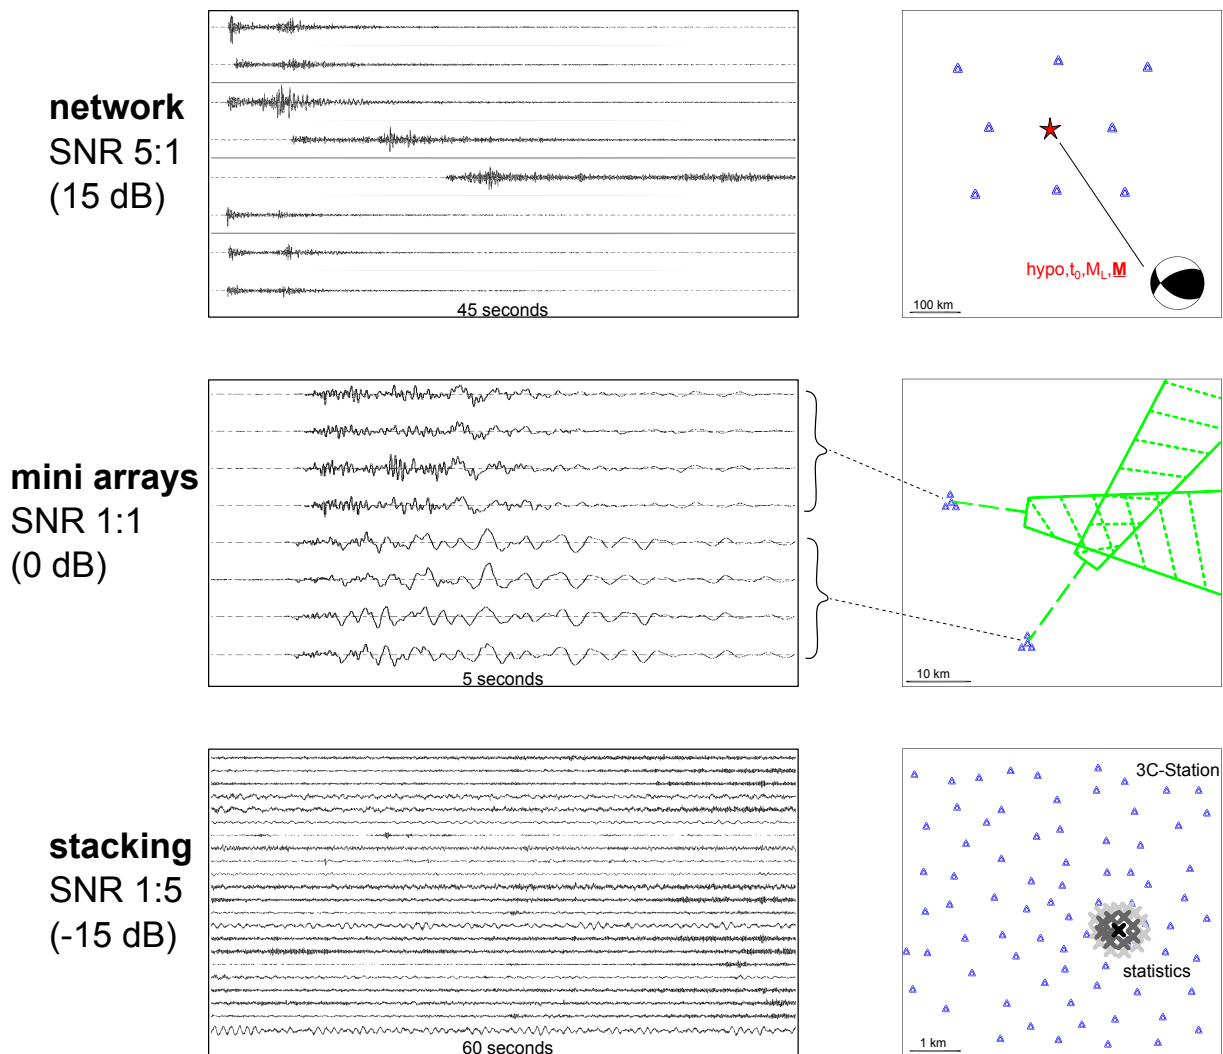 network
SNR 5:1
(15 dB)
45 seconds
hypo,t₀,M_L,M
100 km
mini arrays
SNR 1:1
(0 dB)
5 seconds
10 km
stacking
SNR 1:5
(-15 dB)
60 seconds
3C-Station
statistics
1 km